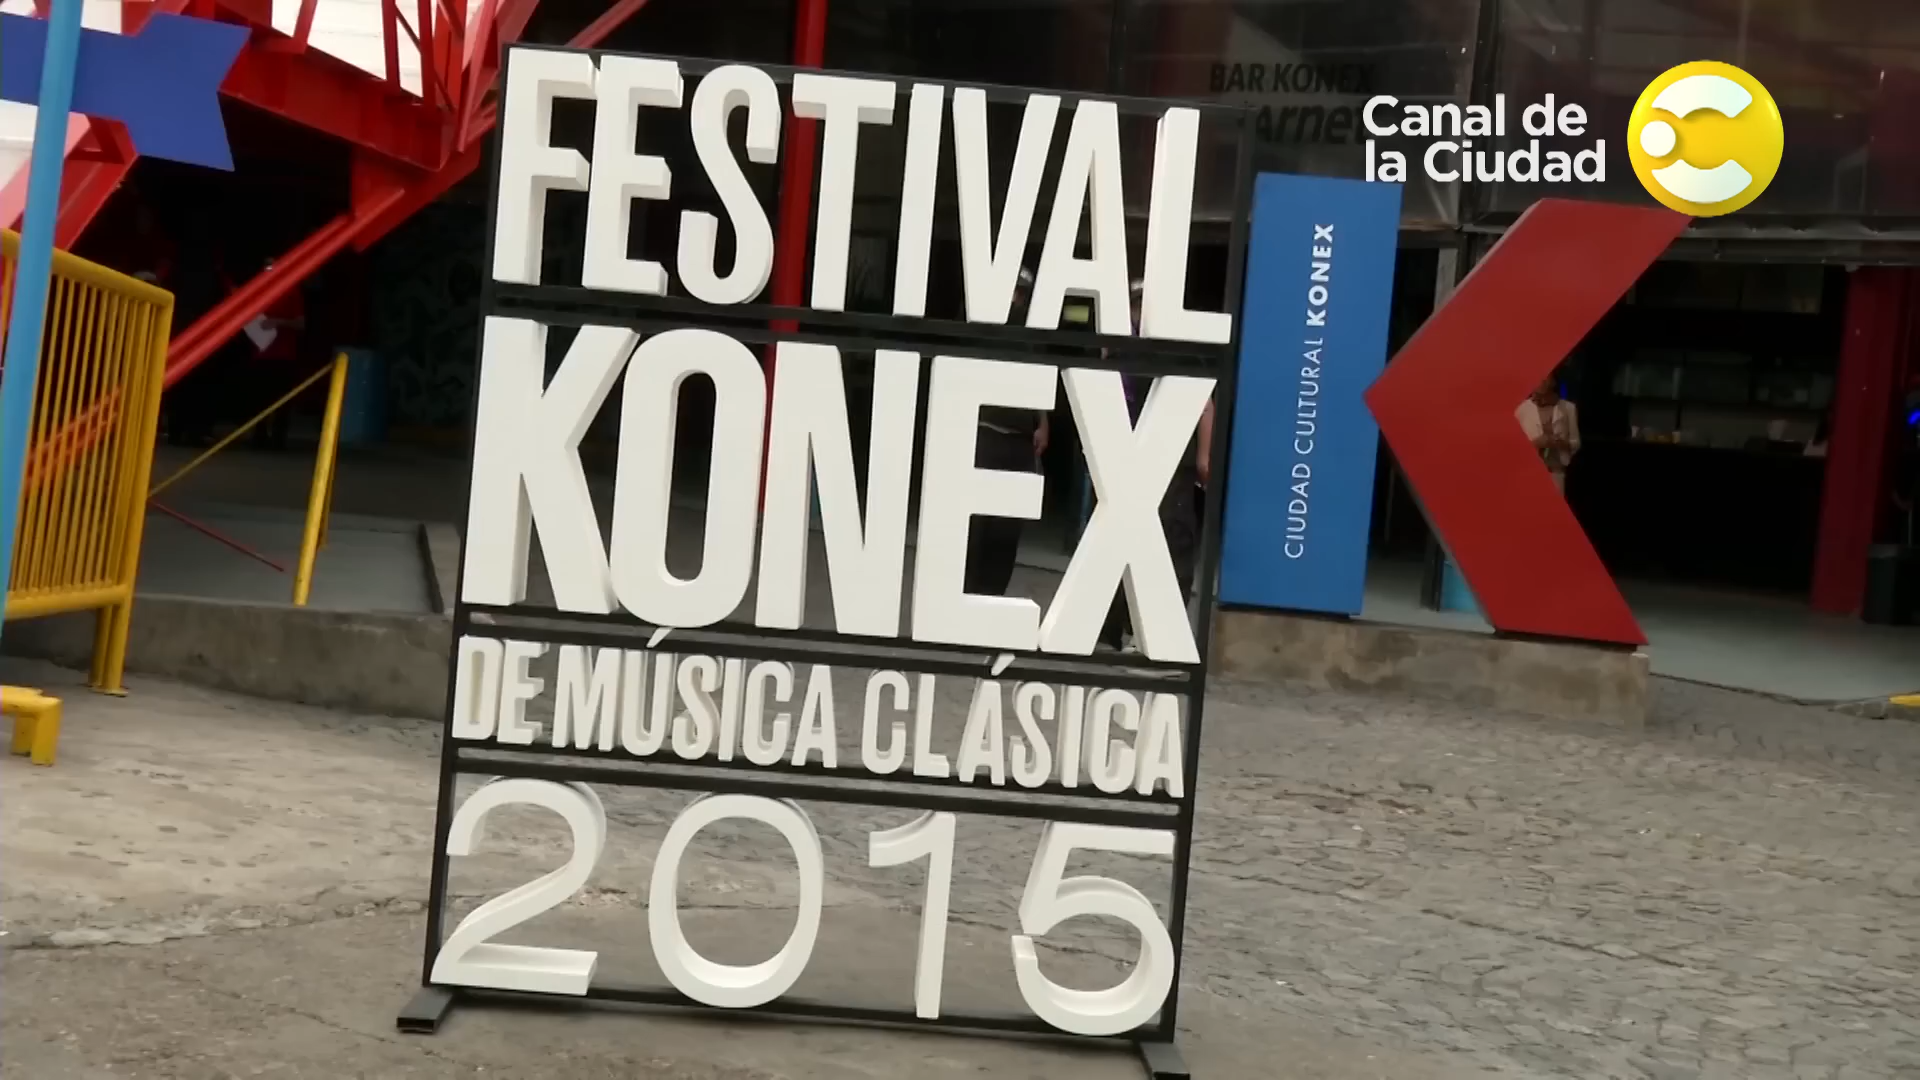 FESTIVAL
KONEX
DE MÚSICA CLÁSICA
2015
BAR KONEX
Canal de
la Ciudad
CIUDAD CULTURAL KONEX